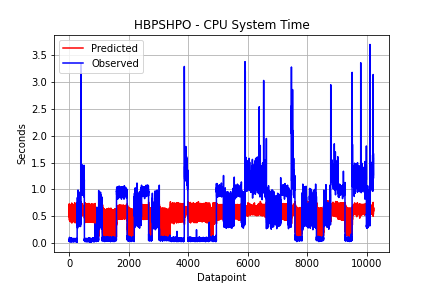 HBPSHPO - CPU System Time
Predicted
Observed
Seconds
3.5
3.0
2.5
2.0
1.5
1.0
0.5
0.0
0 2000 4000 6000 8000 10000
Datapoint